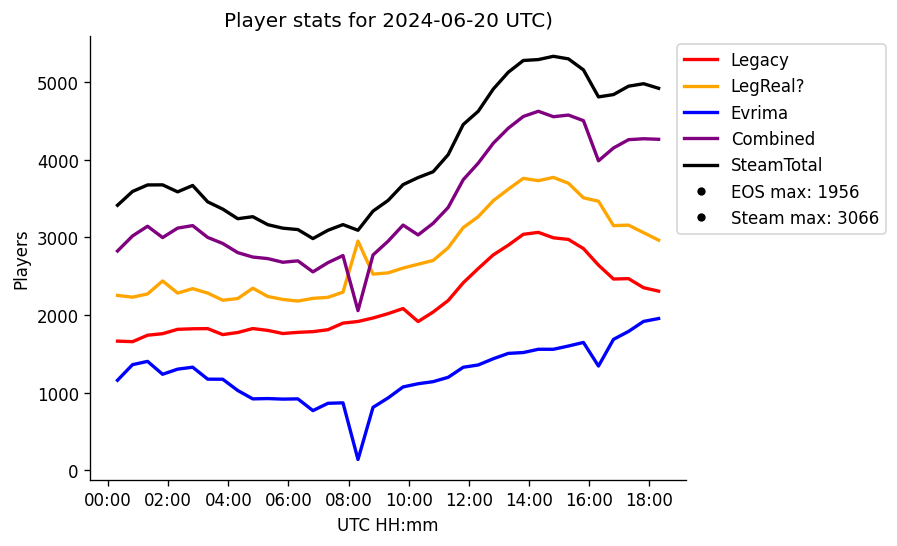 Player stats for 2024-06-20 UTC)
Legacy
LegReal?
Evrima
Combined
SteamTotal
EOS max: 1956
Steam max: 3066
Players
5000
4000
3000
2000
1000
0
00:00 02:00 04:00 06:00 08:00 10:00 12:00 14:00 16:00 18:00
UTC HH:mm